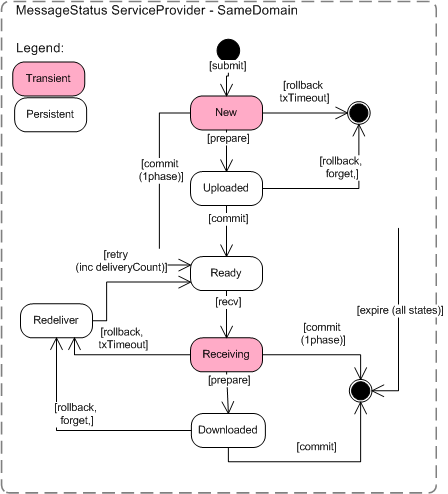 MessageStatus ServiceProvider - SameDomain
Legend:
Transient
Persistent
[submit]
New
[rollback
txTimeout]
[prepare]
[commit
(1phase)]
[rollback,
forget,]
Uploaded
[commit]
[retry
(inc deliveryCount)]
Ready
[recv]
[expire (all states)]
Redeliver
[rollback,
txTimeout]
Receiving
[commit
(1phase)]
[prepare]
[rollback,
forget,]
Downloaded
[commit]